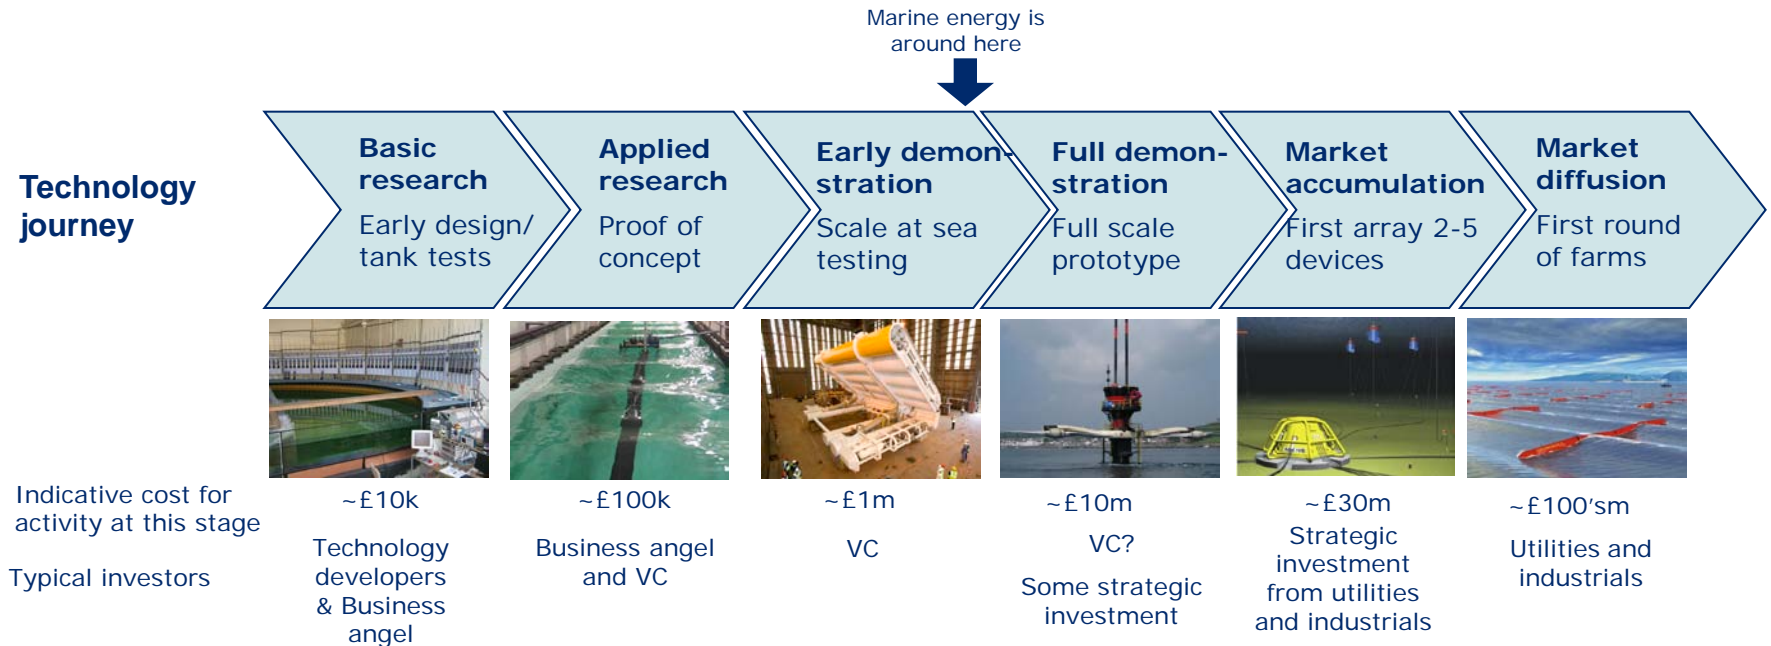 Marine energy is
around here
Technology
journey
Basic
research
Early design/
tank tests
Applied
research
Proof of
concept
Early demon-
stration
Scale at sea
testing
Full demon-
stration
Full scale
prototype
Market
accumulation
First array 2-5
devices
Market
diffusion
First round
of farms
Indicative cost for
activity at this stage
~£10k
~£100k
~£1m
~£10m
~£30m
~£100'sm
Typical investors
Technology
developers
& Business
angel
Business angel
and VC
VC
VC?
Some strategic
investment
Strategic
investment
from utilities
and industrials
Utilities and
industrials